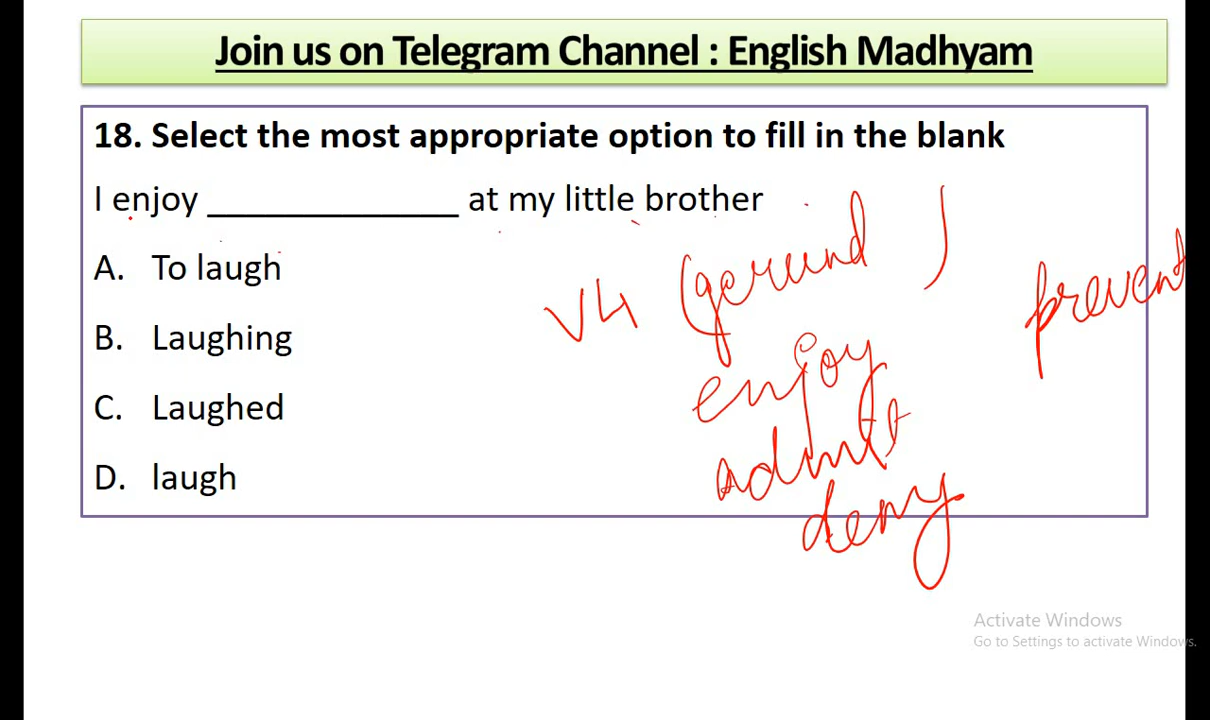 Join us on Telegram Channel : English Madhyam
18. Select the most appropriate option to fill in the blank
I enjoy ______________ at my little brother
A. To laugh
B. Laughing
C. Laughed
D. laugh
V4 (gerund)
prevent
enjoy
admit
deny
Activate Windows
Go to Settings to activate Windows.